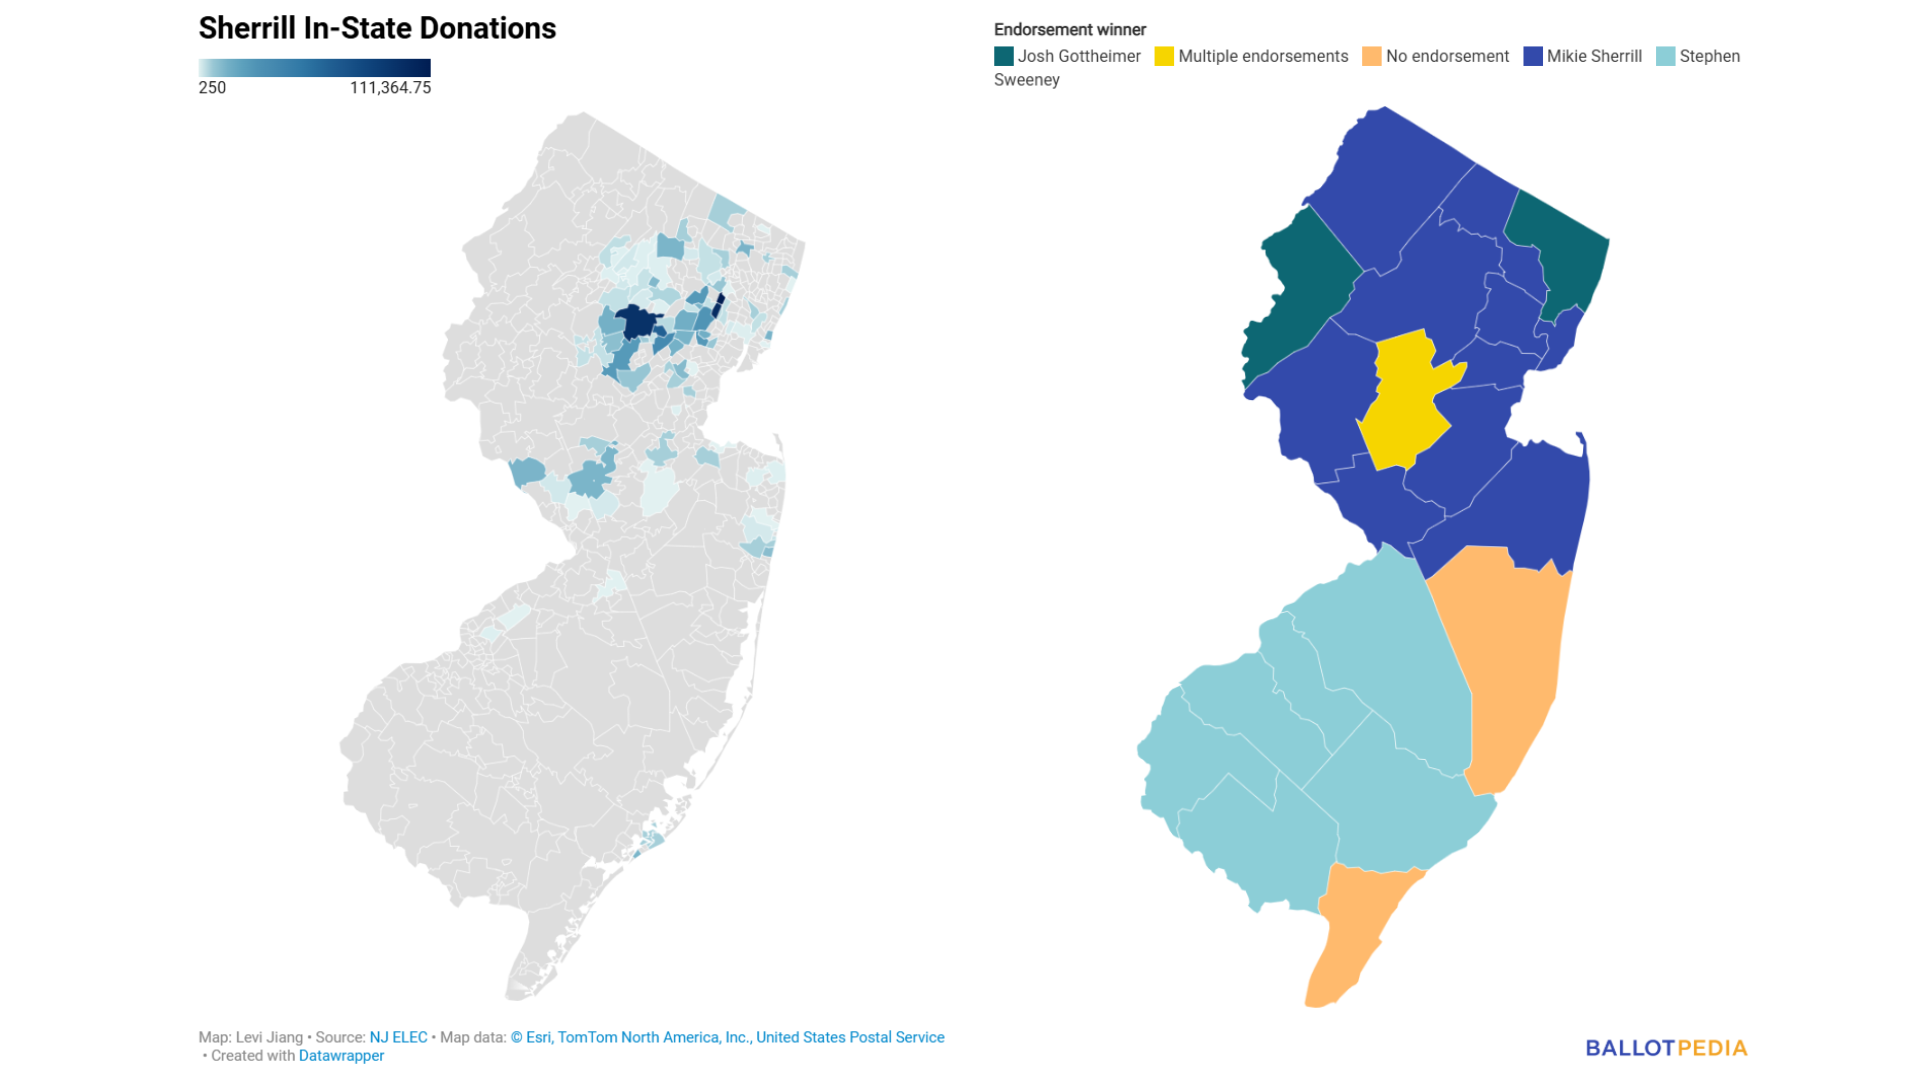 Sherrill In-State Donations
250 111,364.75
Endorsement winner
Josh Gottheimer Multiple endorsements No endorsement Mikie Sherrill Stephen
Sweeney
Map: Levi Jiang • Source: NJ ELEC • Map data: © Esri, TomTom North America, Inc., United States Postal Service
• Created with Datawrapper
BALLOTPEDIA